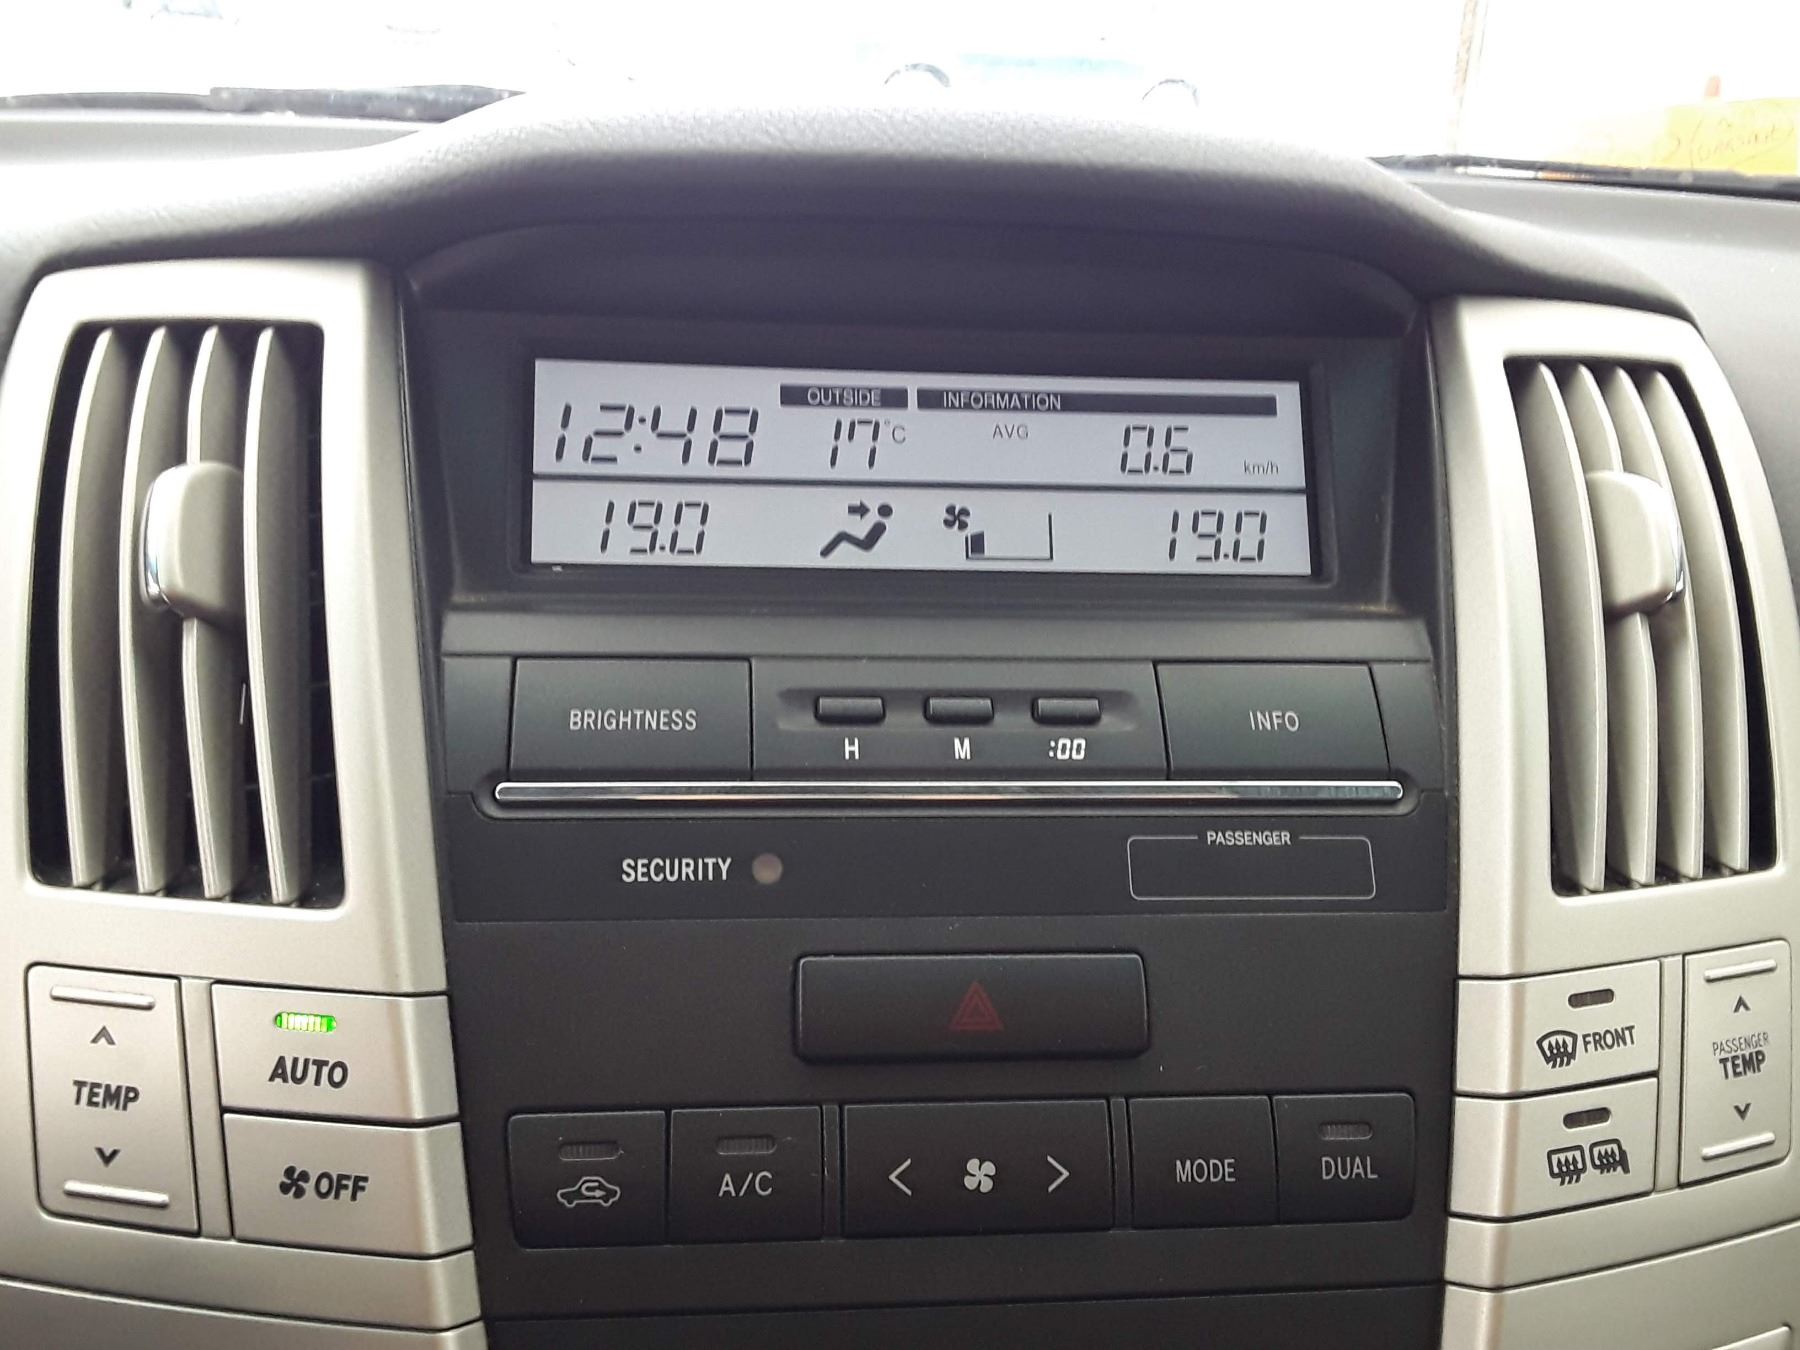 OUTSIDE INFORMATION
12:48 17°C AVG 0.6 km/h
19.0 19.0
BRIGHTNESS H M :00 INFO
PASSENGER
SECURITY
TEMP
AUTO
OFF
A/C
< >
MODE
DUAL
FRONT
PASSENGER
TEMP